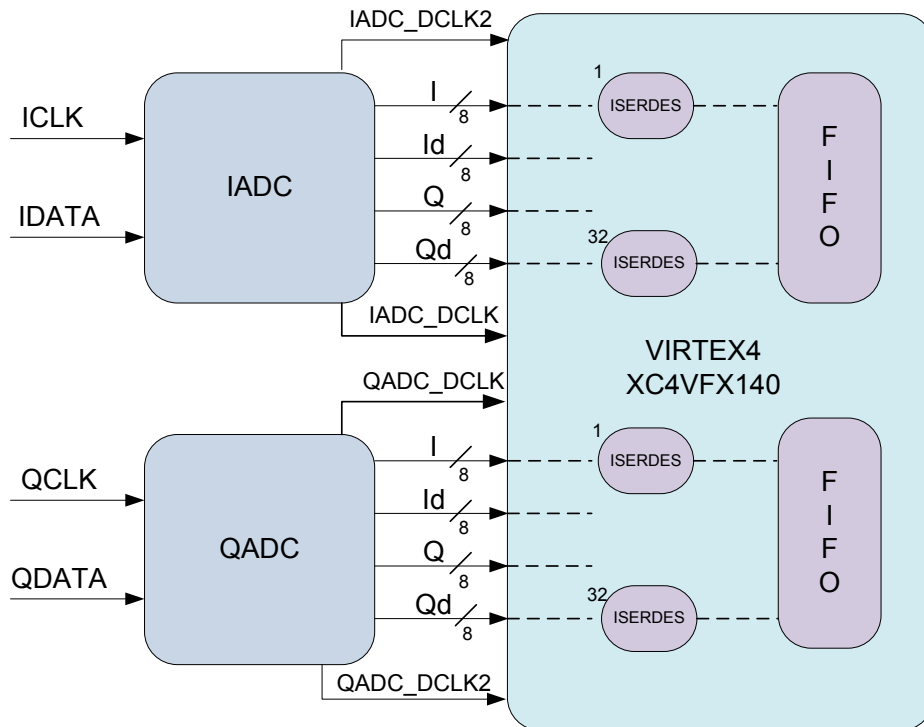 IADC_DCLK2
ICLK
IDATA
IADC
I
8
Id
8
Q
8
Qd
8
IADC_DCLK
1
ISERDES
32
ISERDES
F
I
F
O
VIRTEX4
XC4VFX140
QADC_DCLK
QCLK
QDATA
QADC
I
8
Id
8
Q
8
Qd
8
QADC_DCLK2
1
ISERDES
32
ISERDES
F
I
F
O